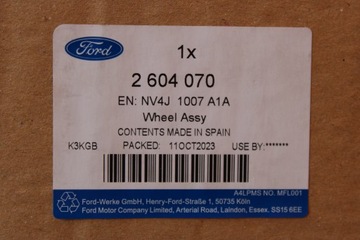 Ford
1x
2 604 070
EN: NV4J 1007 A1A
Wheel Assy
CONTENTS MADE IN SPAIN
K3KGB PACKED: 11OCT2023 USE BY:*******
A4LPMS NO. MFL001
Ford-Werke GmbH, Henry-Ford-Straße 1, 50735 Köln
Ford Motor Company Limited, Arterial Road, Laindon, Essex. SS15 6EE